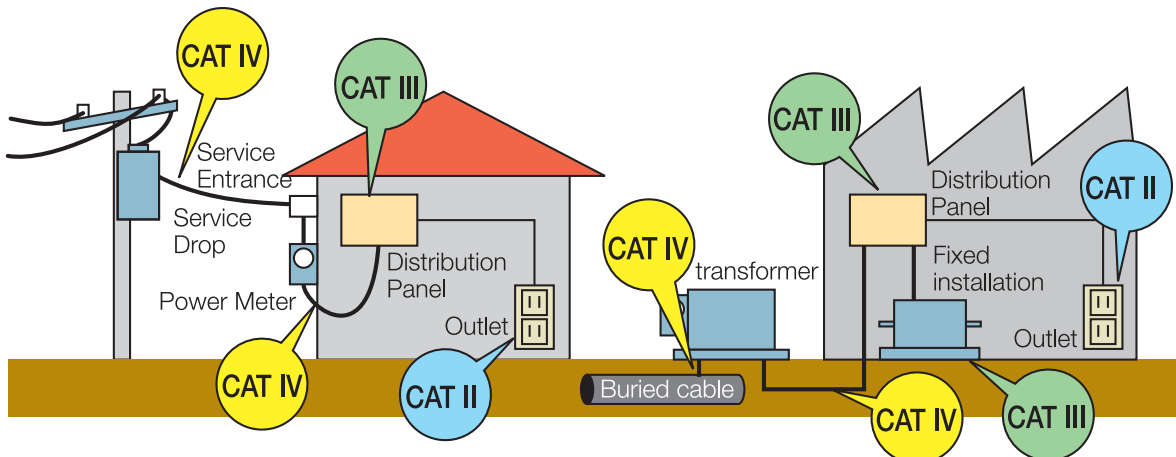 CAT IV
CAT III
Service
Entrance
Service
Drop
Power Meter
CAT IV
Distribution
Panel
Outlet
CAT II
CAT IV
transformer
Buried cable
CAT IV
CAT III
Distribution
Panel
CAT II
Fixed
installation
Outlet
CAT III